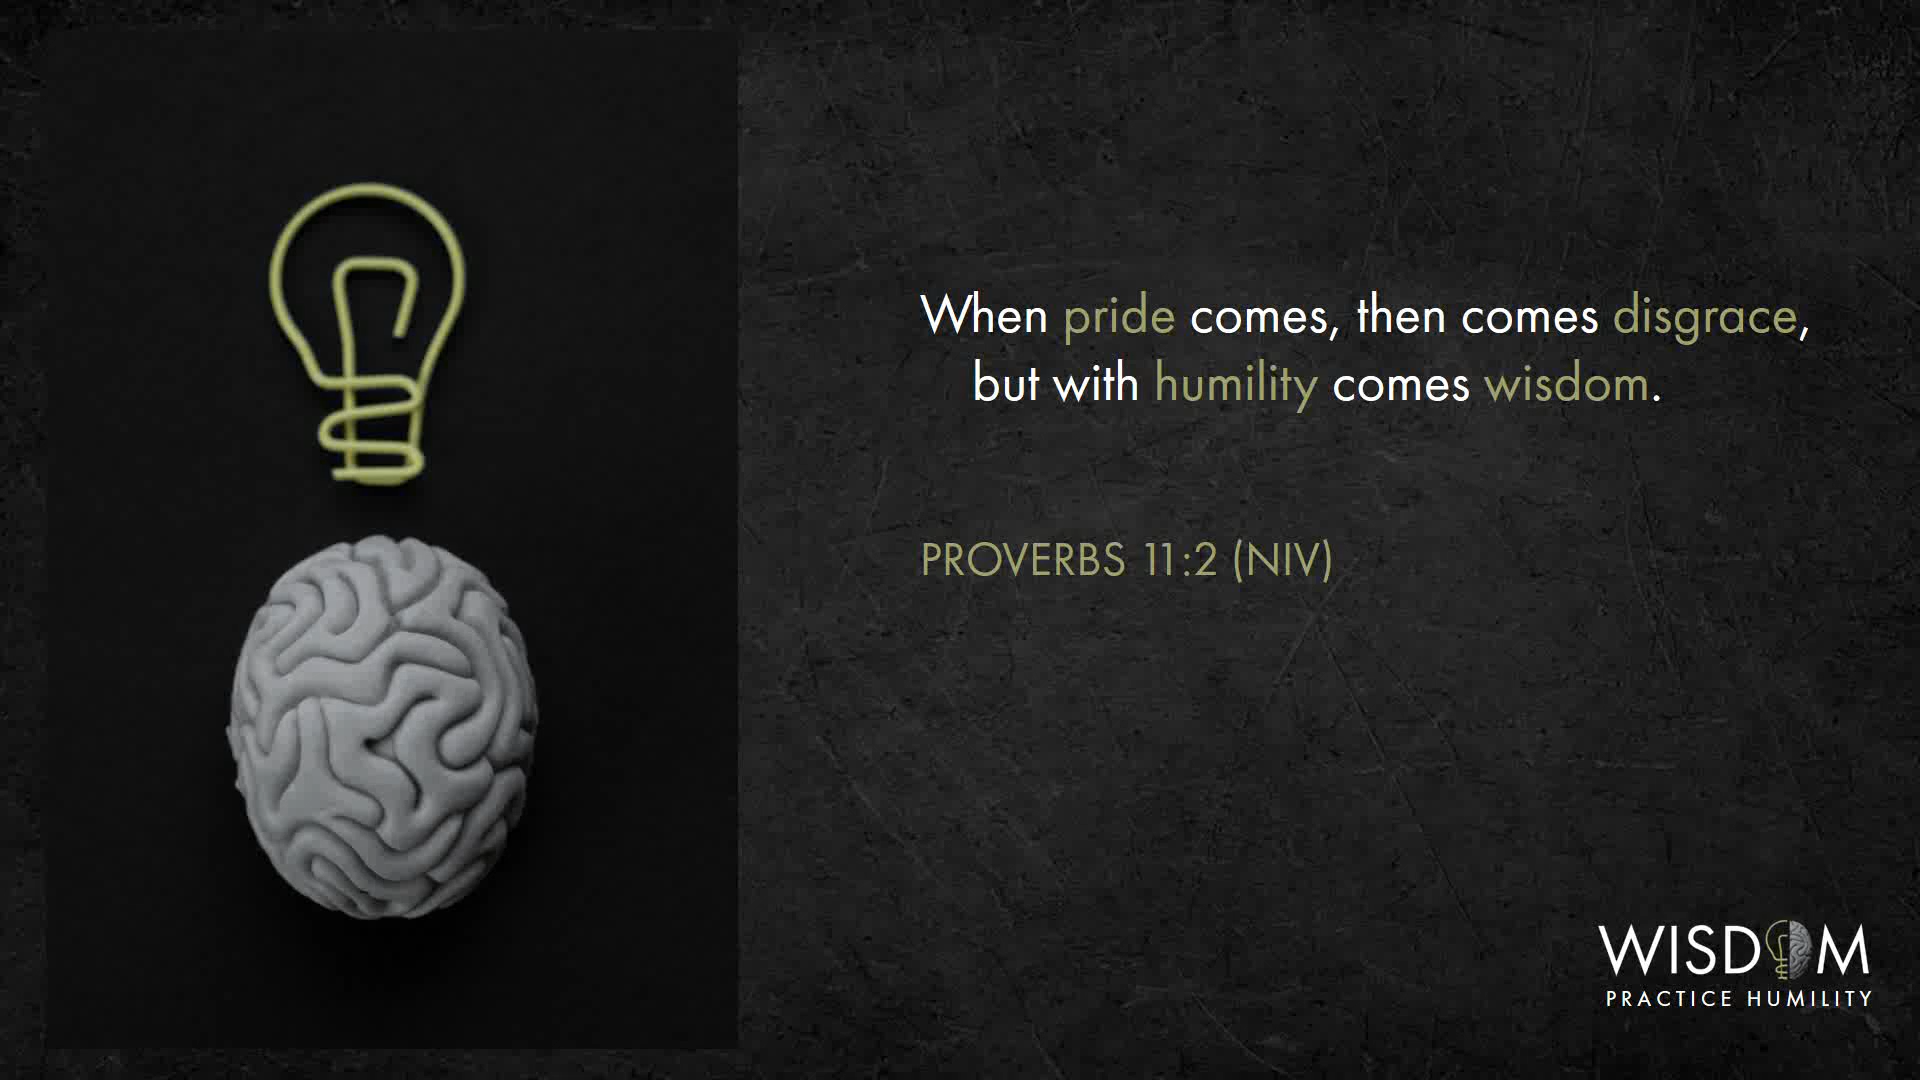 When pride comes, then comes disgrace,
but with humility comes wisdom.
PROVERBS 11:2 (NIV)
WISDOM
PRACTICE HUMILITY